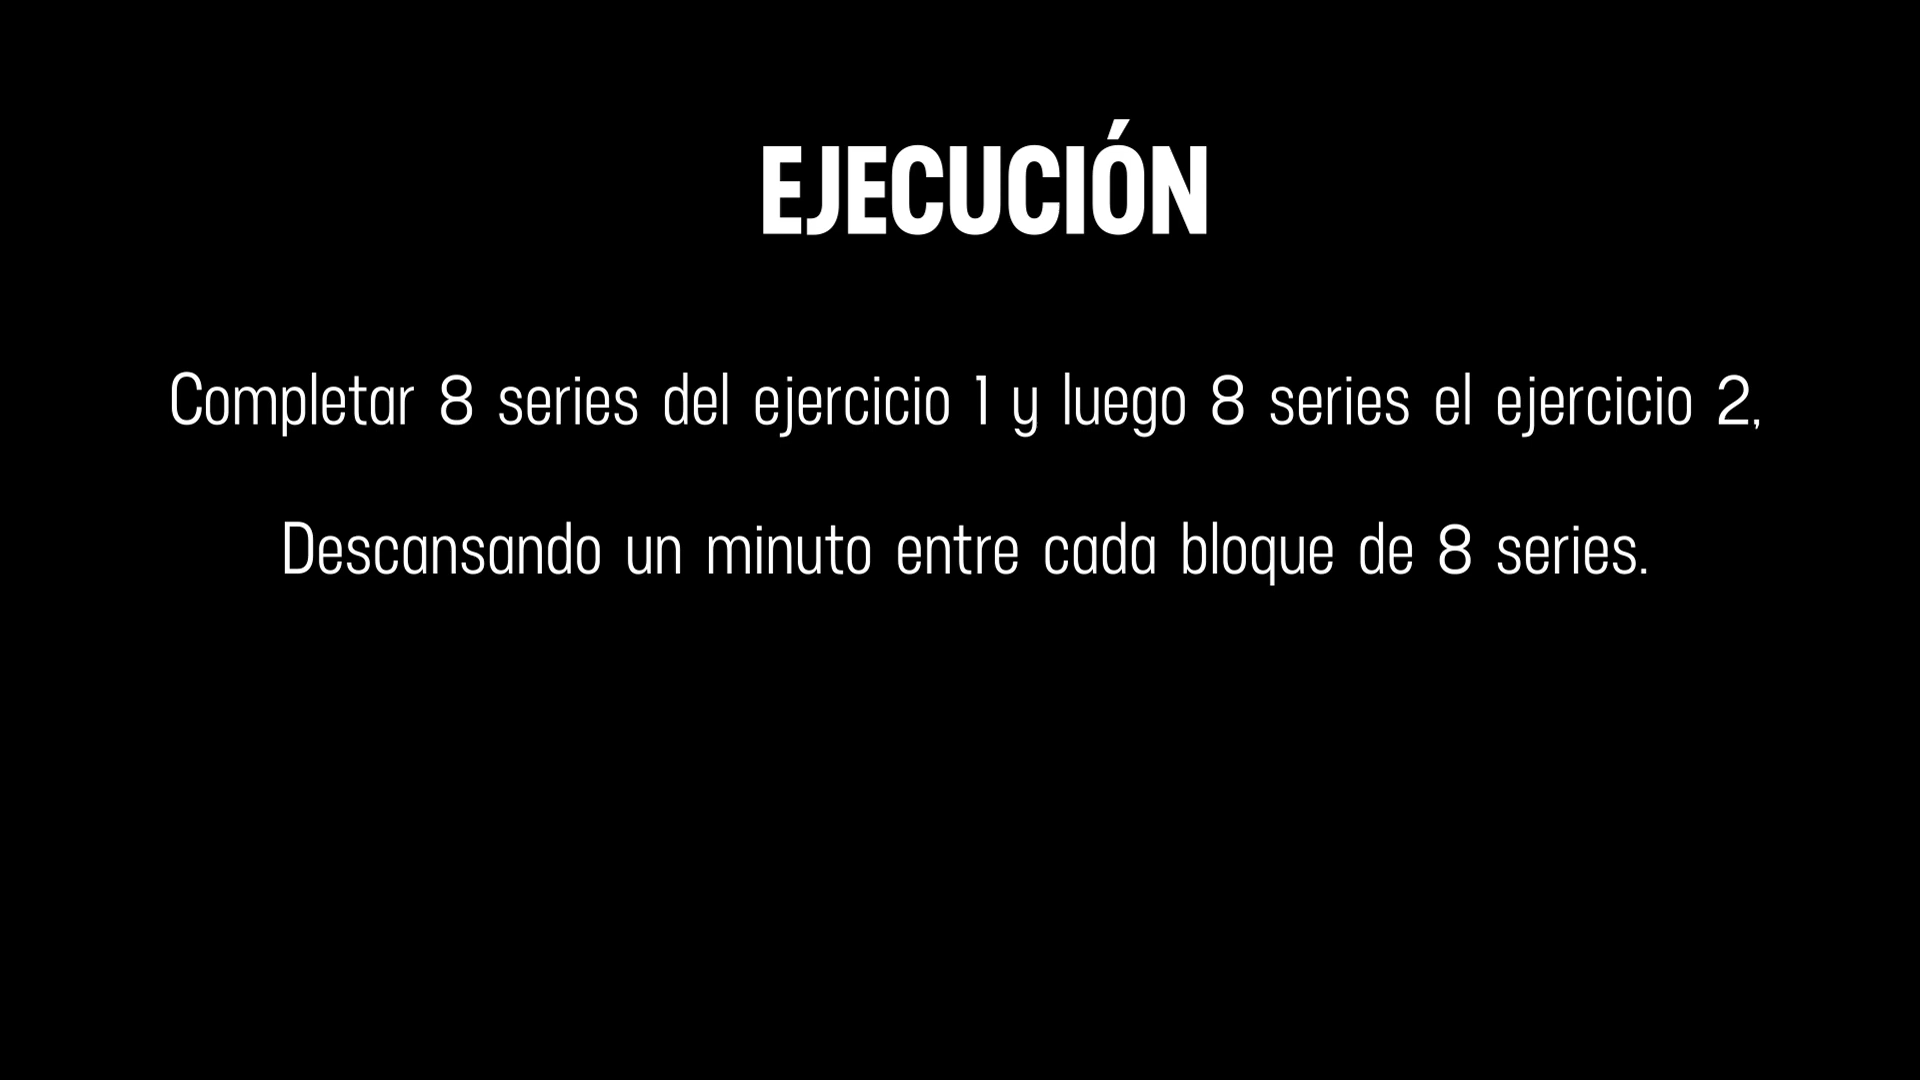 EJECUCIÓN
Completar 8 series del ejercicio 1 y luego 8 series el ejercicio 2,
Descansando un minuto entre cada bloque de 8 series.